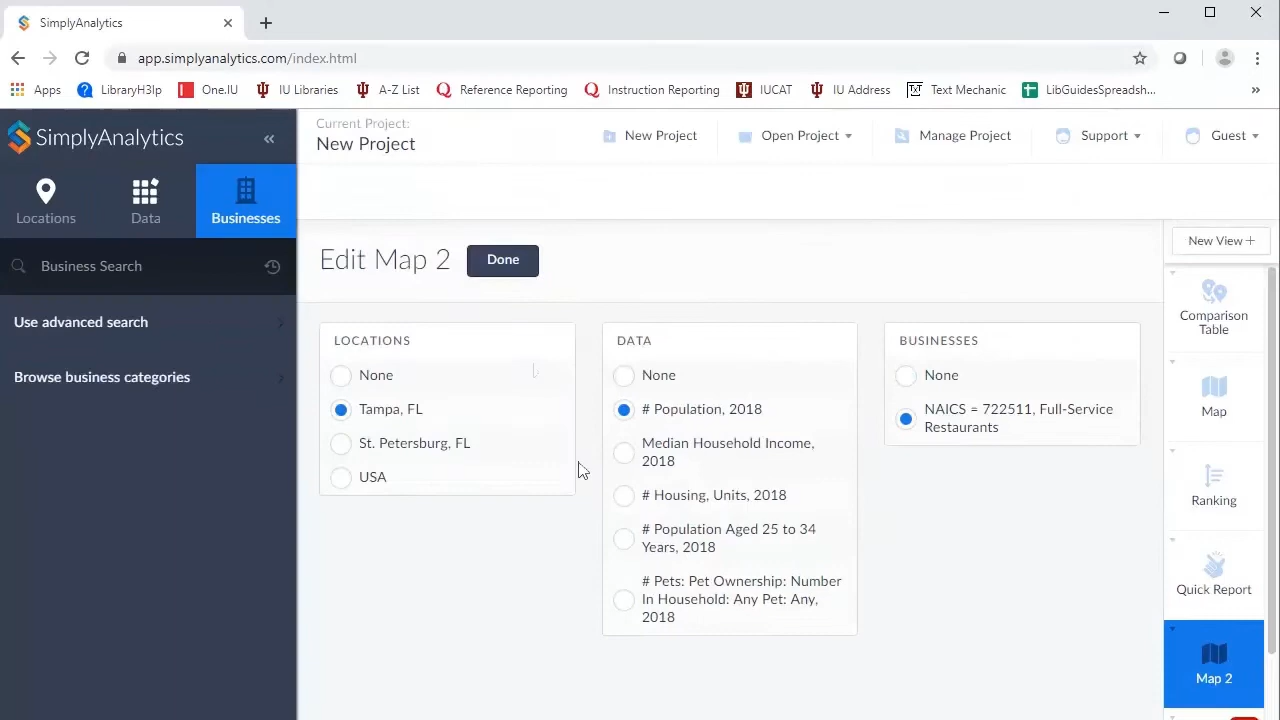 SimplyAnalytics
app.simplyanalytics.com/index.html
Apps
LibraryH3lp
One.IU
IU Libraries
A-Z List
Reference Reporting
Instruction Reporting
IUCAT
IU Address
Text Mechanic
LibGuidesSpreadsh...
»
SimplyAnalytics
«
Current Project:
New Project
New Project
Open Project
Manage Project
Support
Guest
Locations
Data
Businesses
Business Search
Use advanced search
Browse business categories
Edit Map 2
Done
New View +
LOCATIONS
None
Tampa, FL
St. Petersburg, FL
USA
DATA
None
# Population, 2018
Median Household Income,
2018
# Housing, Units, 2018
# Population Aged 25 to 34
Years, 2018
# Pets: Pet Ownership: Number
In Household: Any Pet: Any,
2018
BUSINESSES
None
NAICS = 722511, Full-Service
Restaurants
Comparison
Table
Map
Ranking
Quick Report
Map 2